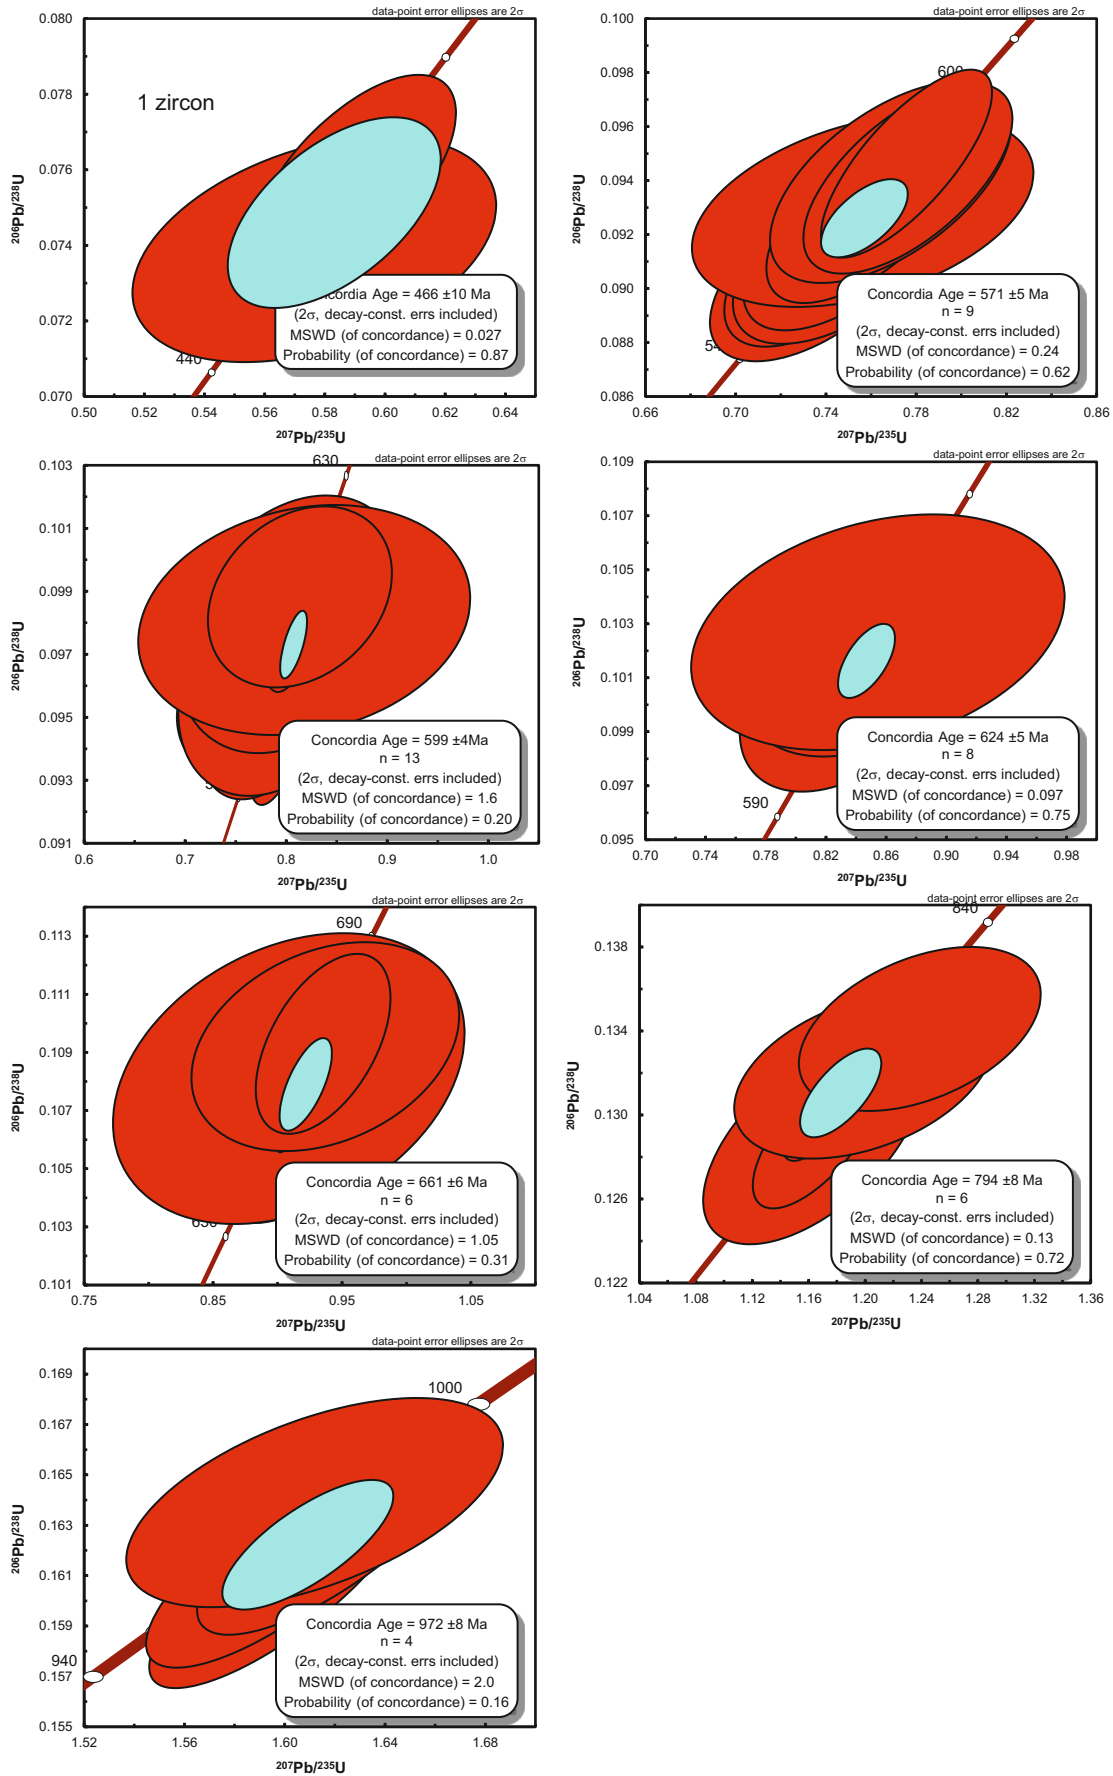 data-point error ellipses are 2σ
0.080
0.078
0.076
0.074
0.072
0.070
206Pb/238U
1 zircon
440
Concordia Age = 466 ±10 Ma
(2σ, decay-const. errs included)
MSWD (of concordance) = 0.027
Probability (of concordance) = 0.87
0.50 0.52 0.54 0.56 0.58 0.60 0.62 0.64
207Pb/235U
data-point error ellipses are 2σ
0.100
0.098
0.096
0.094
0.092
0.090
0.088
0.086
206Pb/238U
600
Concordia Age = 571 ±5 Ma
n = 9
(2σ, decay-const. errs included)
MSWD (of concordance) = 0.24
Probability (of concordance) = 0.62
0.66 0.70 0.74 0.78 0.82 0.86
207Pb/235U
data-point error ellipses are 2σ
0.103
0.101
0.099
0.097
0.095
0.093
0.091
206Pb/238U
630
Concordia Age = 599 ±4Ma
n = 13
(2σ, decay-const. errs included)
MSWD (of concordance) = 1.6
Probability (of concordance) = 0.20
0.6 0.7 0.8 0.9 1.0
207Pb/235U
data-point error ellipses are 2σ
0.109
0.107
0.105
0.103
0.101
0.099
0.097
0.095
206Pb/238U
590
Concordia Age = 624 ±5 Ma
n = 8
(2σ, decay-const. errs included)
MSWD (of concordance) = 0.097
Probability (of concordance) = 0.75
0.70 0.74 0.78 0.82 0.86 0.90 0.94 0.98
207Pb/235U
data-point error ellipses are 2σ
0.113
0.111
0.109
0.107
0.105
0.103
0.101
206Pb/238U
690
650
Concordia Age = 661 ±6 Ma
n = 6
(2σ, decay-const. errs included)
MSWD (of concordance) = 1.05
Probability (of concordance) = 0.31
0.75 0.85 0.95 1.05
207Pb/235U
data-point error ellipses are 2σ
0.138
0.134
0.130
0.126
0.122
206Pb/238U
840
Concordia Age = 794 ±8 Ma
n = 6
(2σ, decay-const. errs included)
MSWD (of concordance) = 0.13
Probability (of concordance) = 0.72
1.04 1.08 1.12 1.16 1.20 1.24 1.28 1.32 1.36
207Pb/235U
data-point error ellipses are 2σ
0.169
0.167
0.165
0.163
0.161
0.159
0.157
0.155
206Pb/238U
1000
940
Concordia Age = 972 ±8 Ma
n = 4
(2σ, decay-const. errs included)
MSWD (of concordance) = 2.0
Probability (of concordance) = 0.16
1.52 1.56 1.60 1.64 1.68
207Pb/235U